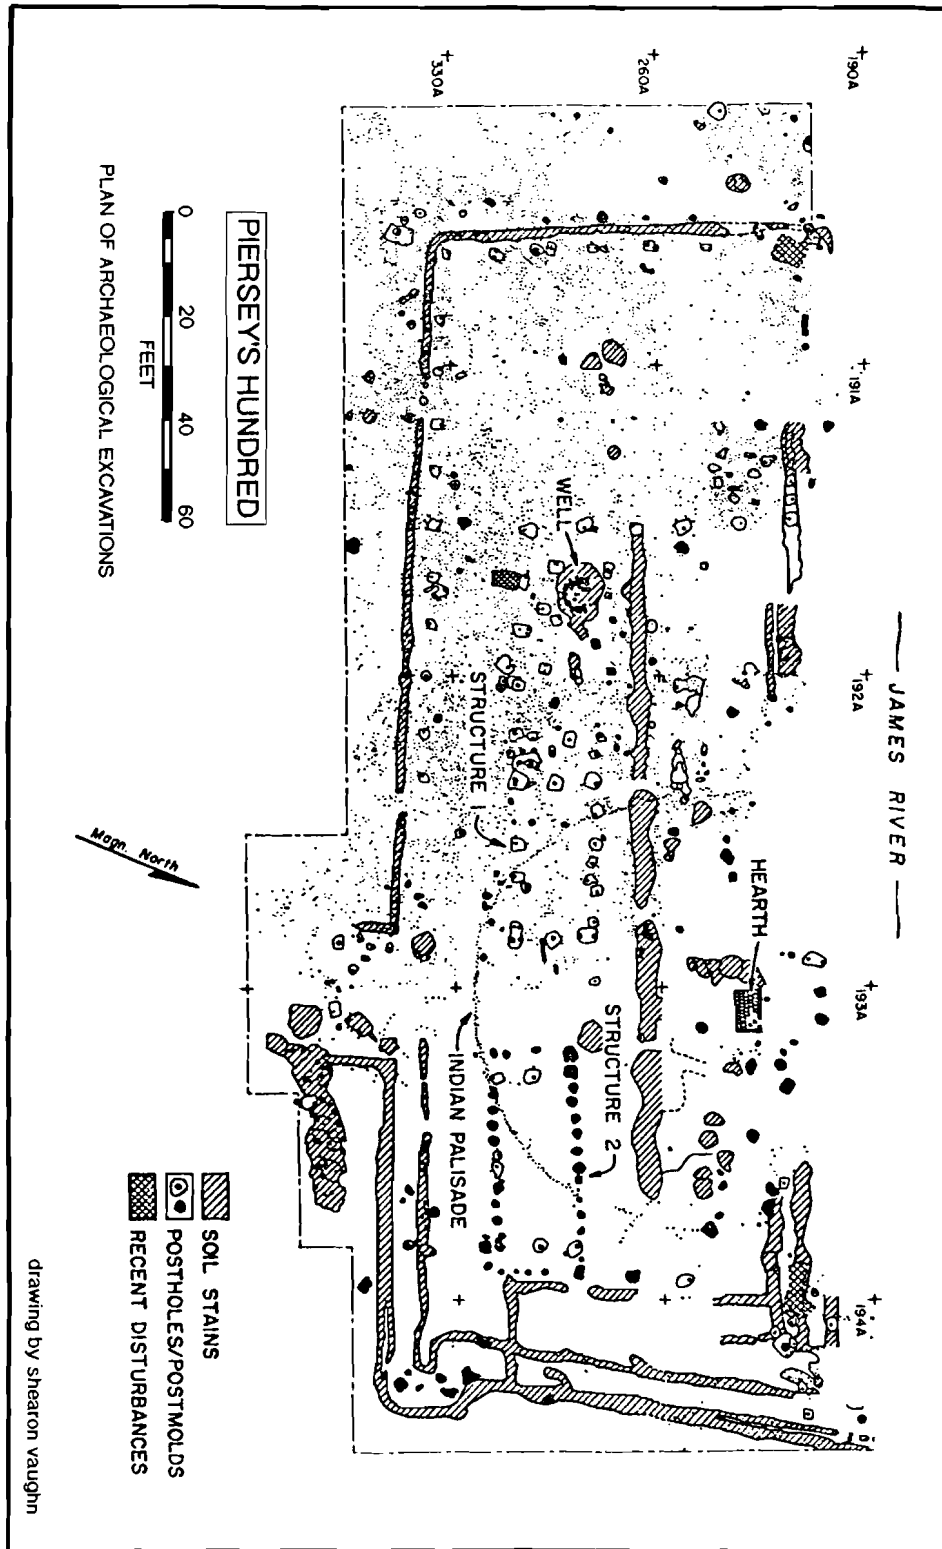 JAMES RIVER
190A
191A
192A
193A
194A
260A
330A
WELL
HEARTH
STRUCTURE 1
STRUCTURE 2
INDIAN PALISADE
PIERSEY'S HUNDRED
0 20 40 60
FEET
PLAN OF ARCHAEOLOGICAL EXCAVATIONS
Magn. North
SOIL STAINS
POSTHOLES/POSTMOLDS
RECENT DISTURBANCES
drawing by shearon vaughn